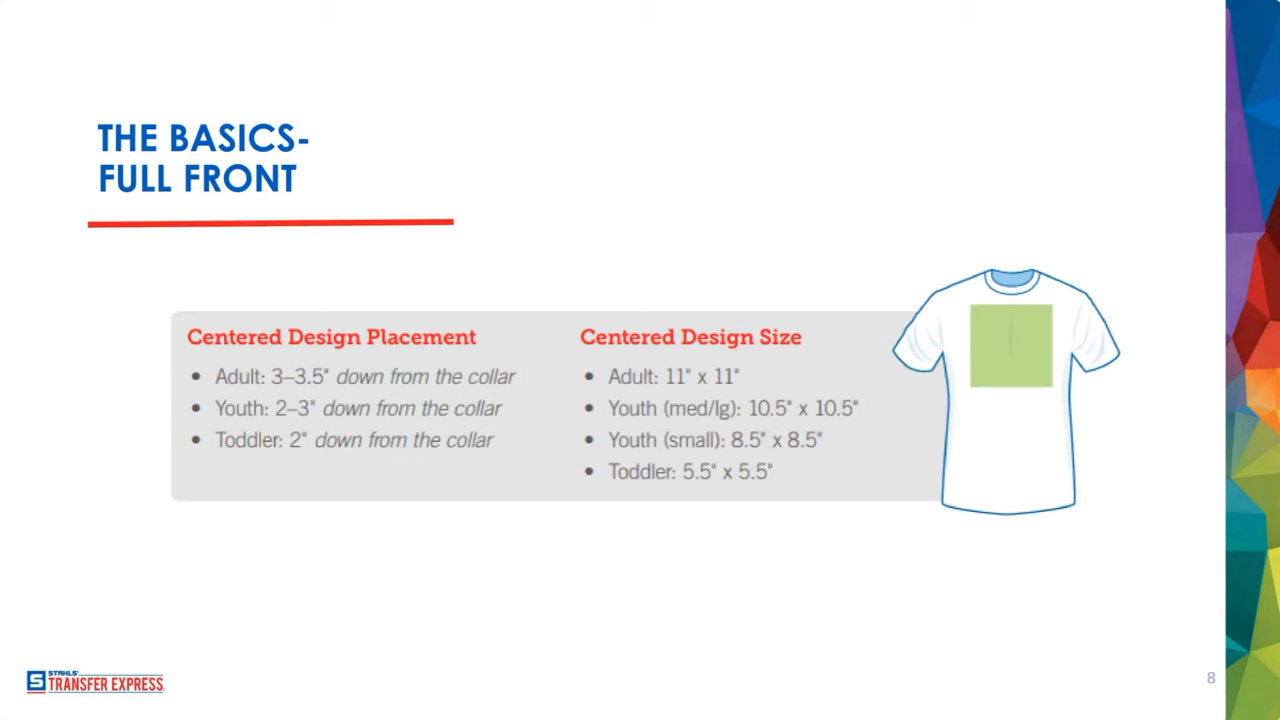 THE BASICS-
FULL FRONT
Centered Design Placement
• Adult: 3–3.5" down from the collar
• Youth: 2–3" down from the collar
• Toddler: 2" down from the collar
Centered Design Size
• Adult: 11" x 11"
• Youth (med/lg): 10.5" x 10.5"
• Youth (small): 8.5" x 8.5"
• Toddler: 5.5" x 5.5"
S STAHLS'
TRANSFER EXPRESS
8